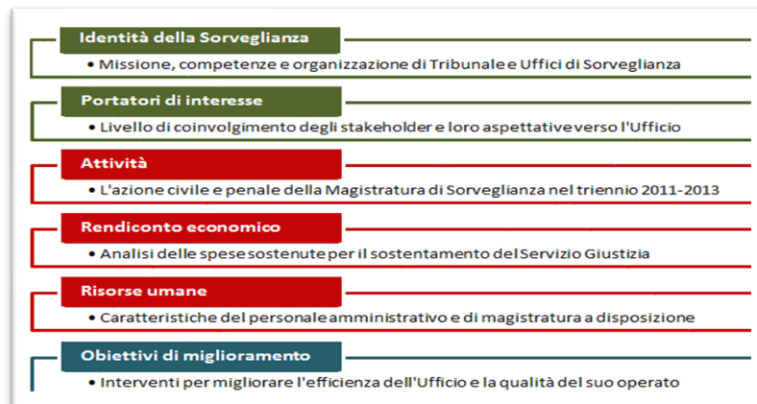 Identità della Sorveglianza
• Missione, competenze e organizzazione di Tribunale e Uffici di Sorveglianza
Portatori di interesse
• Livello di coinvolgimento degli stakeholder e loro aspettative verso l'Ufficio
Attività
• L'azione civile e penale della Magistratura di Sorveglianza nel triennio 2011-2013
Rendiconto economico
• Analisi delle spese sostenute per il sostentamento del Servizio Giustizia
Risorse umane
• Caratteristiche del personale amministrativo e di magistratura a disposizione
Obiettivi di miglioramento
• Interventi per migliorare l'efficienza dell'Ufficio e la qualità del suo operato